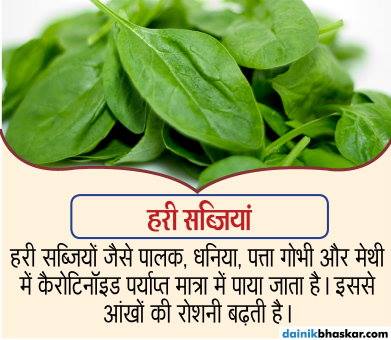 हरी सब्जियां
हरी सब्जियों जैसे पालक, धनिया, पत्ता गोभी और मेथी
में कैरोटिनॉइड पर्याप्त मात्रा में पाया जाता है। इससे
आंखों की रोशनी बढ़ती है।
dainikbhaskar.com